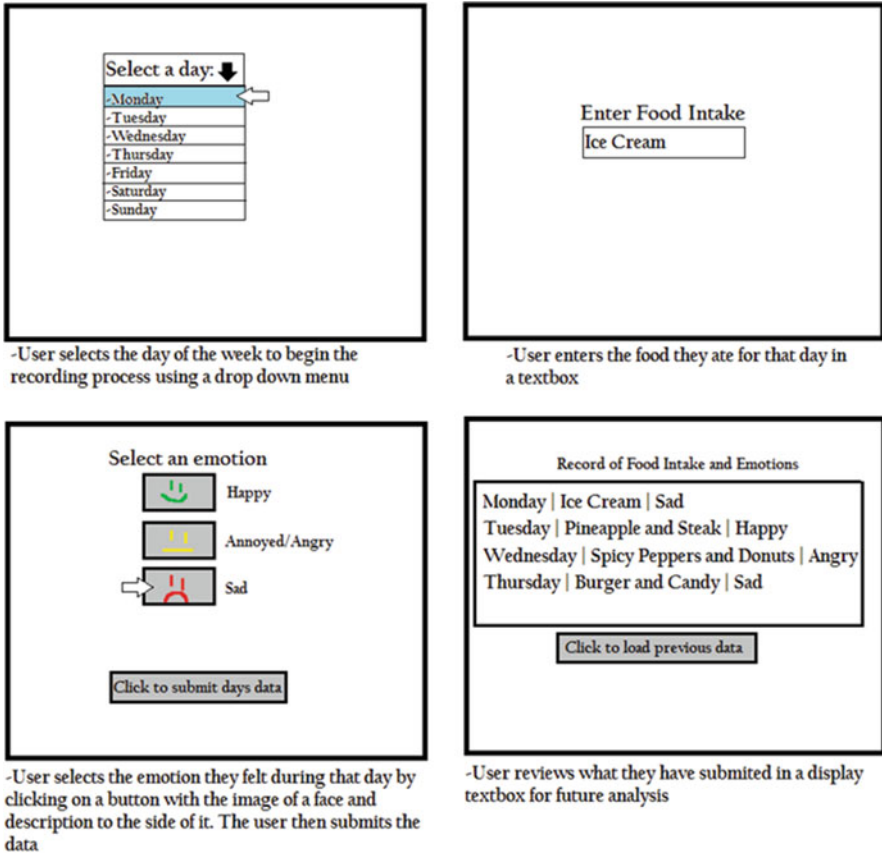 Select a day:
-Monday
-Tuesday
-Wednesday
-Thursday
-Friday
-Saturday
-Sunday
-User selects the day of the week to begin the
recording process using a drop down menu
Enter Food Intake
Ice Cream
-User enters the food they ate for that day in
a textbox
Select an emotion
Happy
Annoyed/Angry
Sad
Click to submit days data
-User selects the emotion they felt during that day by
clicking on a button with the image of a face and
description to the side of it. The user then submits the
data
Record of Food Intake and Emotions
Monday | Ice Cream | Sad
Tuesday | Pineapple and Steak | Happy
Wednesday | Spicy Peppers and Donuts | Angry
Thursday | Burger and Candy | Sad
Click to load previous data
-User reviews what they have submited in a display
textbox for future analysis